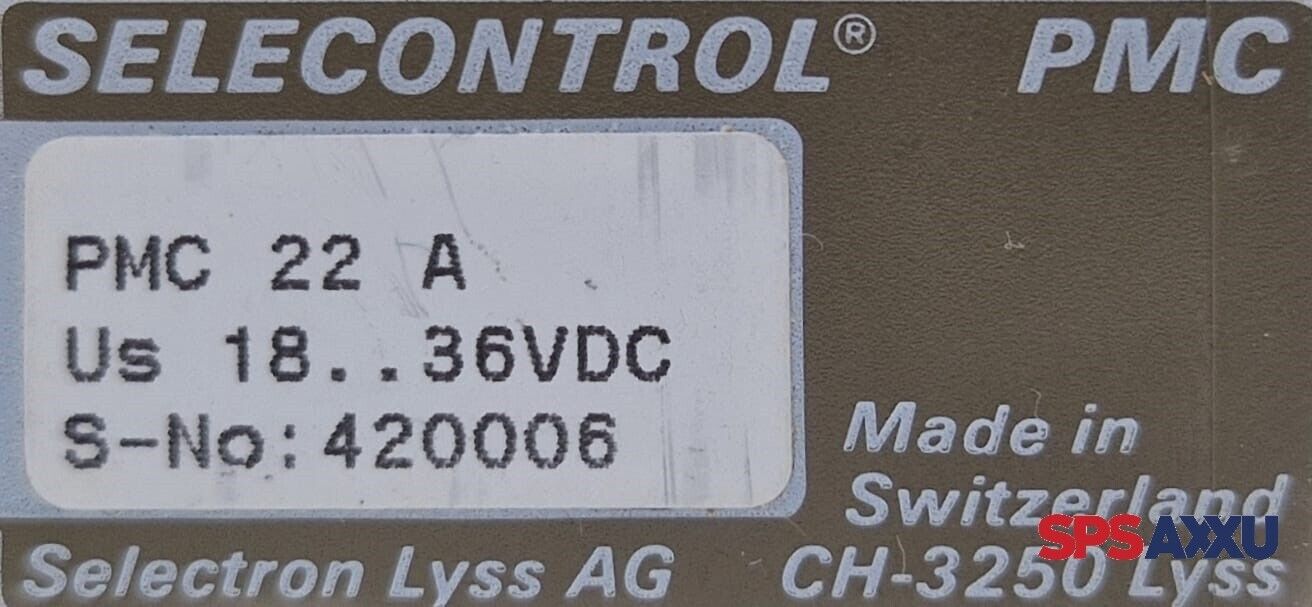 SELECONTROL® PMC
PMC 22 A
Us 18..36VDC
S-No:420006
Made in
Switzerland
SPSAXXU
Selectron Lyss AG CH-3250 Lyss